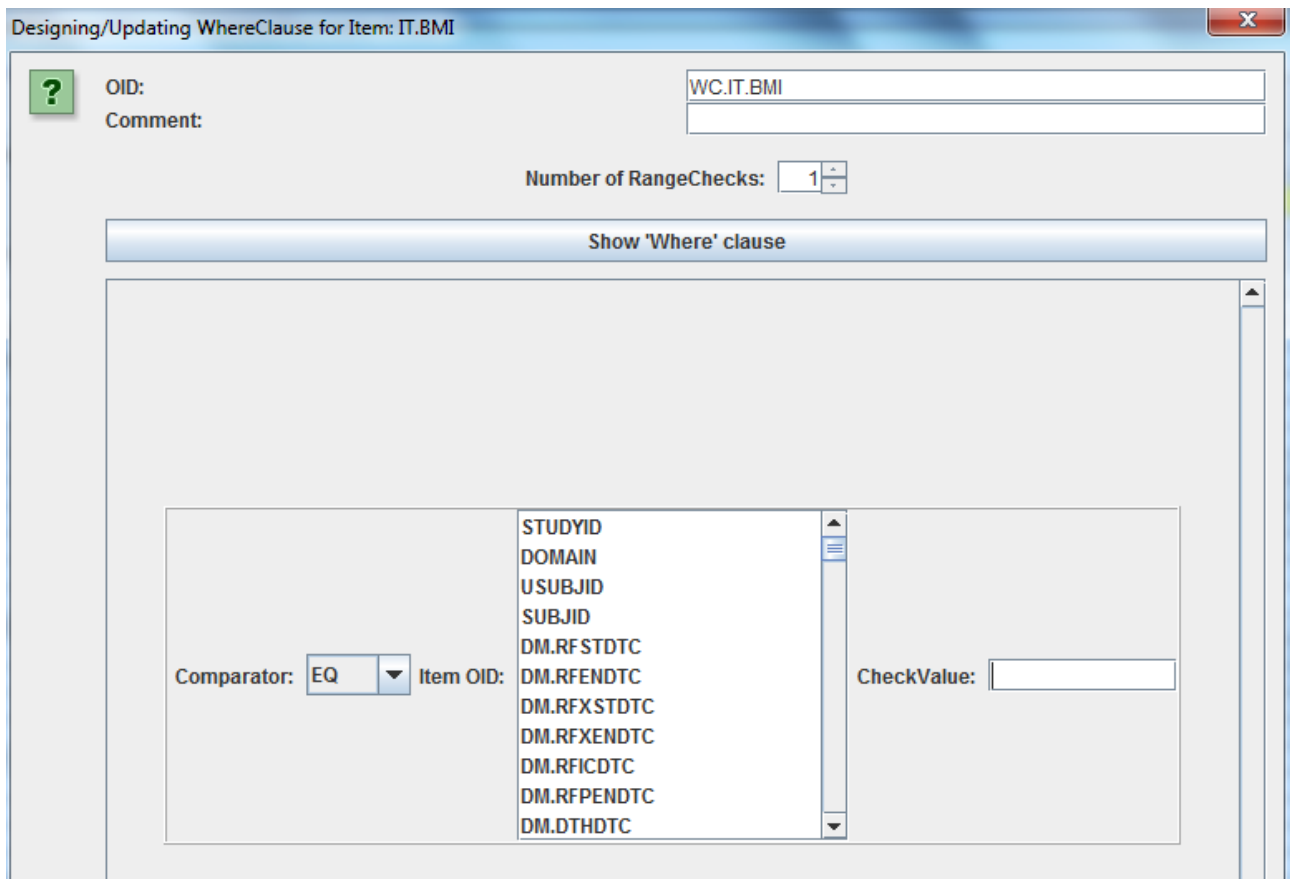 Designing/Updating WhereClause for Item: IT.BMI
X
?
OID: WC.IT.BMI
Comment:
Number of RangeChecks: 1
Show 'Where' clause
STUDYID
DOMAIN
USUBJID
SUBJID
DM.RFSTDTC
Comparator: EQ Item OID: DM.RFENDTC CheckValue:
DM.RFXSTDTC
DM.RFXENDTC
DM.RFICDTC
DM.RFPENDTC
DM.DTHDTC